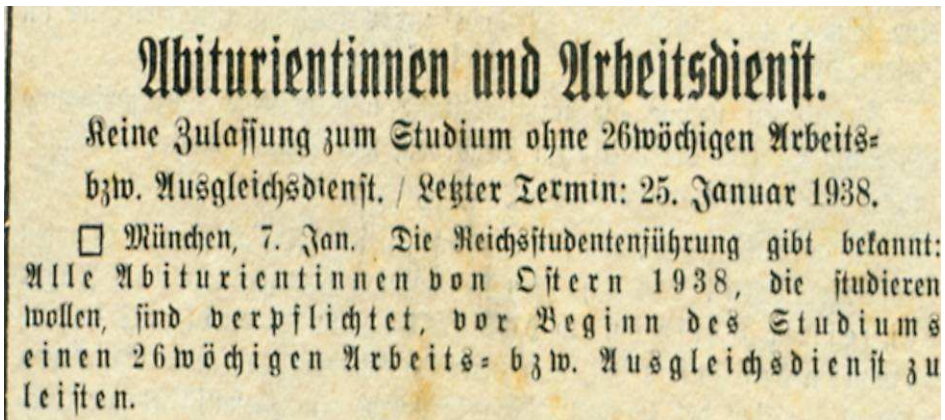 Abiturientinnen und Arbeitsdienst.
Keine Zulassung zum Studium ohne 26wöchigen Arbeits-
bzw. Ausgleichsdienst. / Letzter Termin: 25. Januar 1938.
□ München, 7. Jan. Die Reichsstudentenführung gibt bekannt:
Alle Abiturientinnen von Ostern 1938, die studieren
wollen, sind verpflichtet, vor Beginn des Studiums
einen 26wöchigen Arbeits- bzw. Ausgleichsdienst zu
leisten.